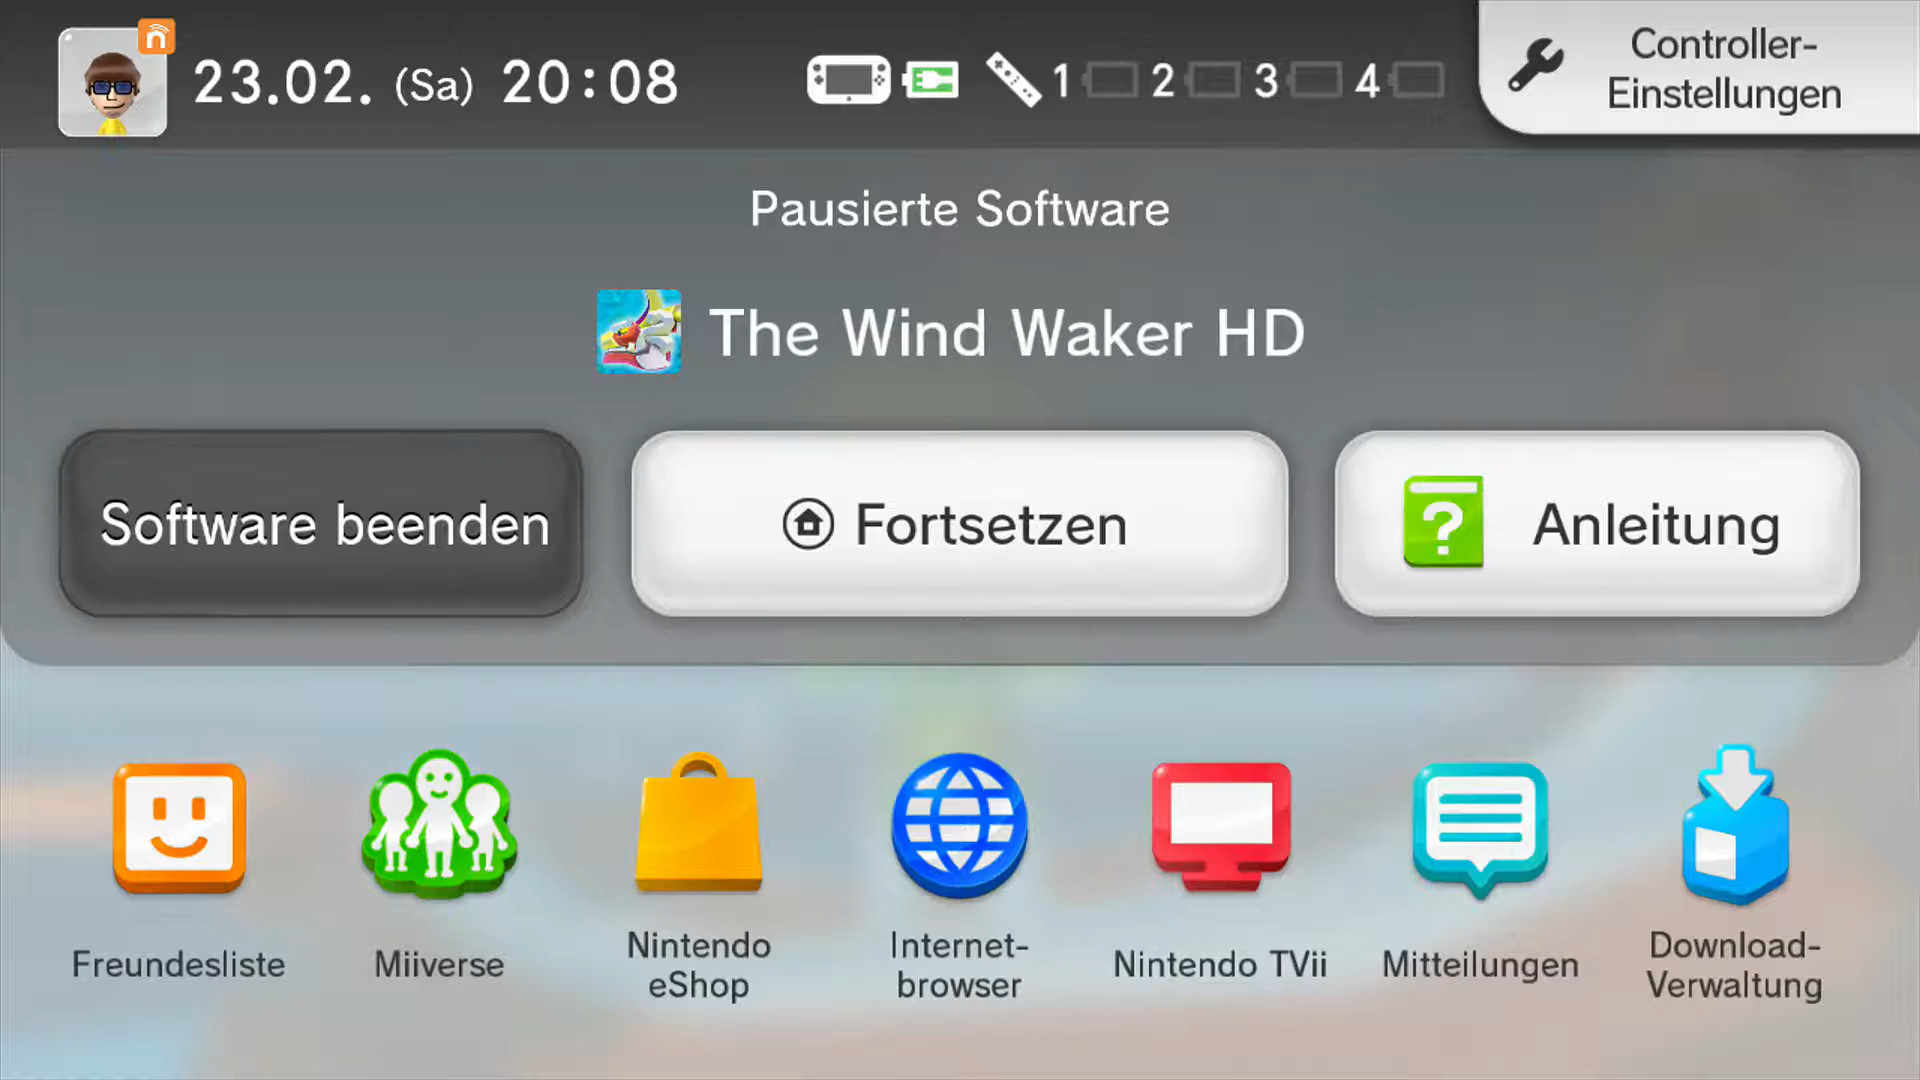 23.02. (Sa) 20:08
1 2 3 4
Controller-
Einstellungen
Pausierte Software
The Wind Waker HD
Software beenden
Fortsetzen
? Anleitung
Freundesliste
Miiverse
Nintendo
eShop
Internet-
browser
Nintendo TVii
Mitteilungen
Download-
Verwaltung